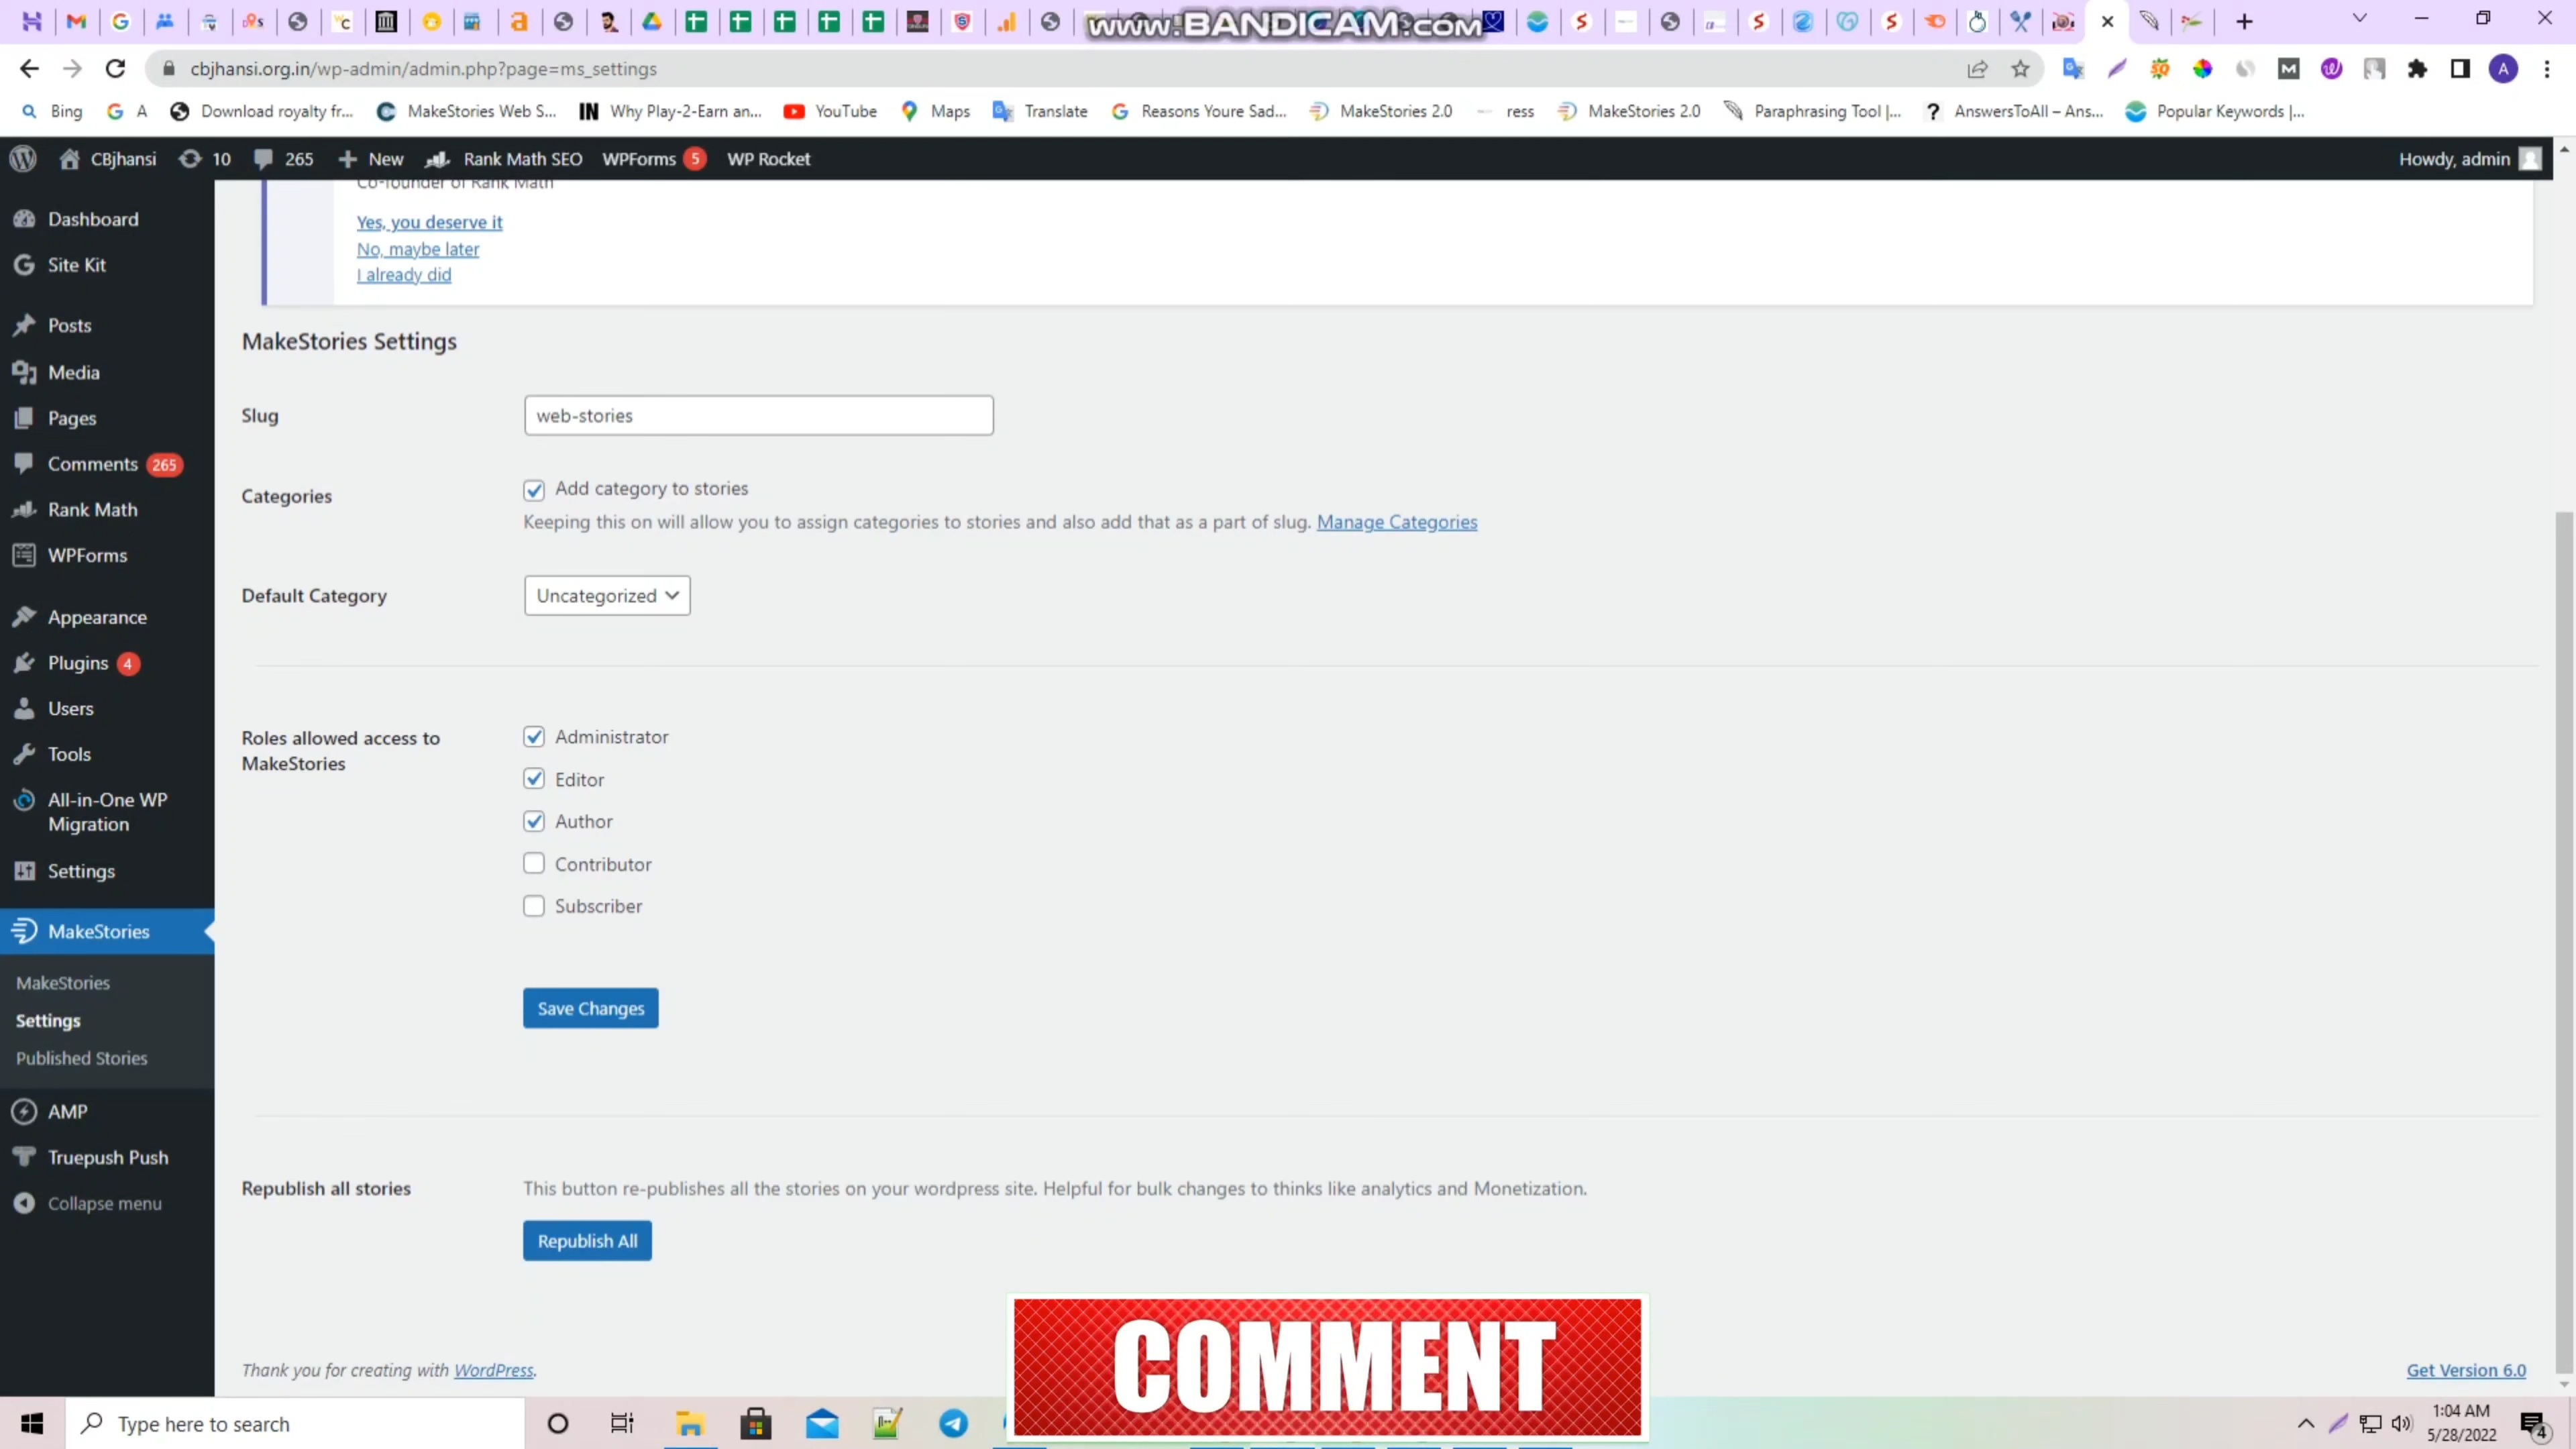 www.BANDICAM.com
cbjhansi.org.in/wp-admin/admin.php?page=ms_settings
A
Bing
A
Download royalty fr...
MakeStories Web S...
Why Play-2-Earn an...
YouTube
Maps
Translate
Reasons Youre Sad...
MakeStories 2.0
ress
MakeStories 2.0
Paraphrasing Tool |...
AnswersToAll – Ans...
Popular Keywords |...
CBjhansi
10
265
New
Rank Math SEO
WPForms 5
WP Rocket
Howdy, admin
Co-founder of Rank Math
Yes, you deserve it
No, maybe later
I already did
Dashboard
Site Kit
Posts
Media
Pages
Comments 265
Rank Math
WPForms
Appearance
Plugins 4
Users
Tools
All-in-One WP
Migration
Settings
MakeStories
MakeStories
Settings
Published Stories
AMP
Truepush Push
Collapse menu
MakeStories Settings
Slug
web-stories
Categories
Add category to stories
Keeping this on will allow you to assign categories to stories and also add that as a part of slug. Manage Categories
Default Category
Uncategorized
Roles allowed access to
MakeStories
Administrator
Editor
Author
Contributor
Subscriber
Save Changes
Republish all stories
This button re-publishes all the stories on your wordpress site. Helpful for bulk changes to thinks like analytics and Monetization.
Republish All
COMMENT
Thank you for creating with WordPress.
Get Version 6.0
Type here to search
1:04 AM
5/28/2022
4